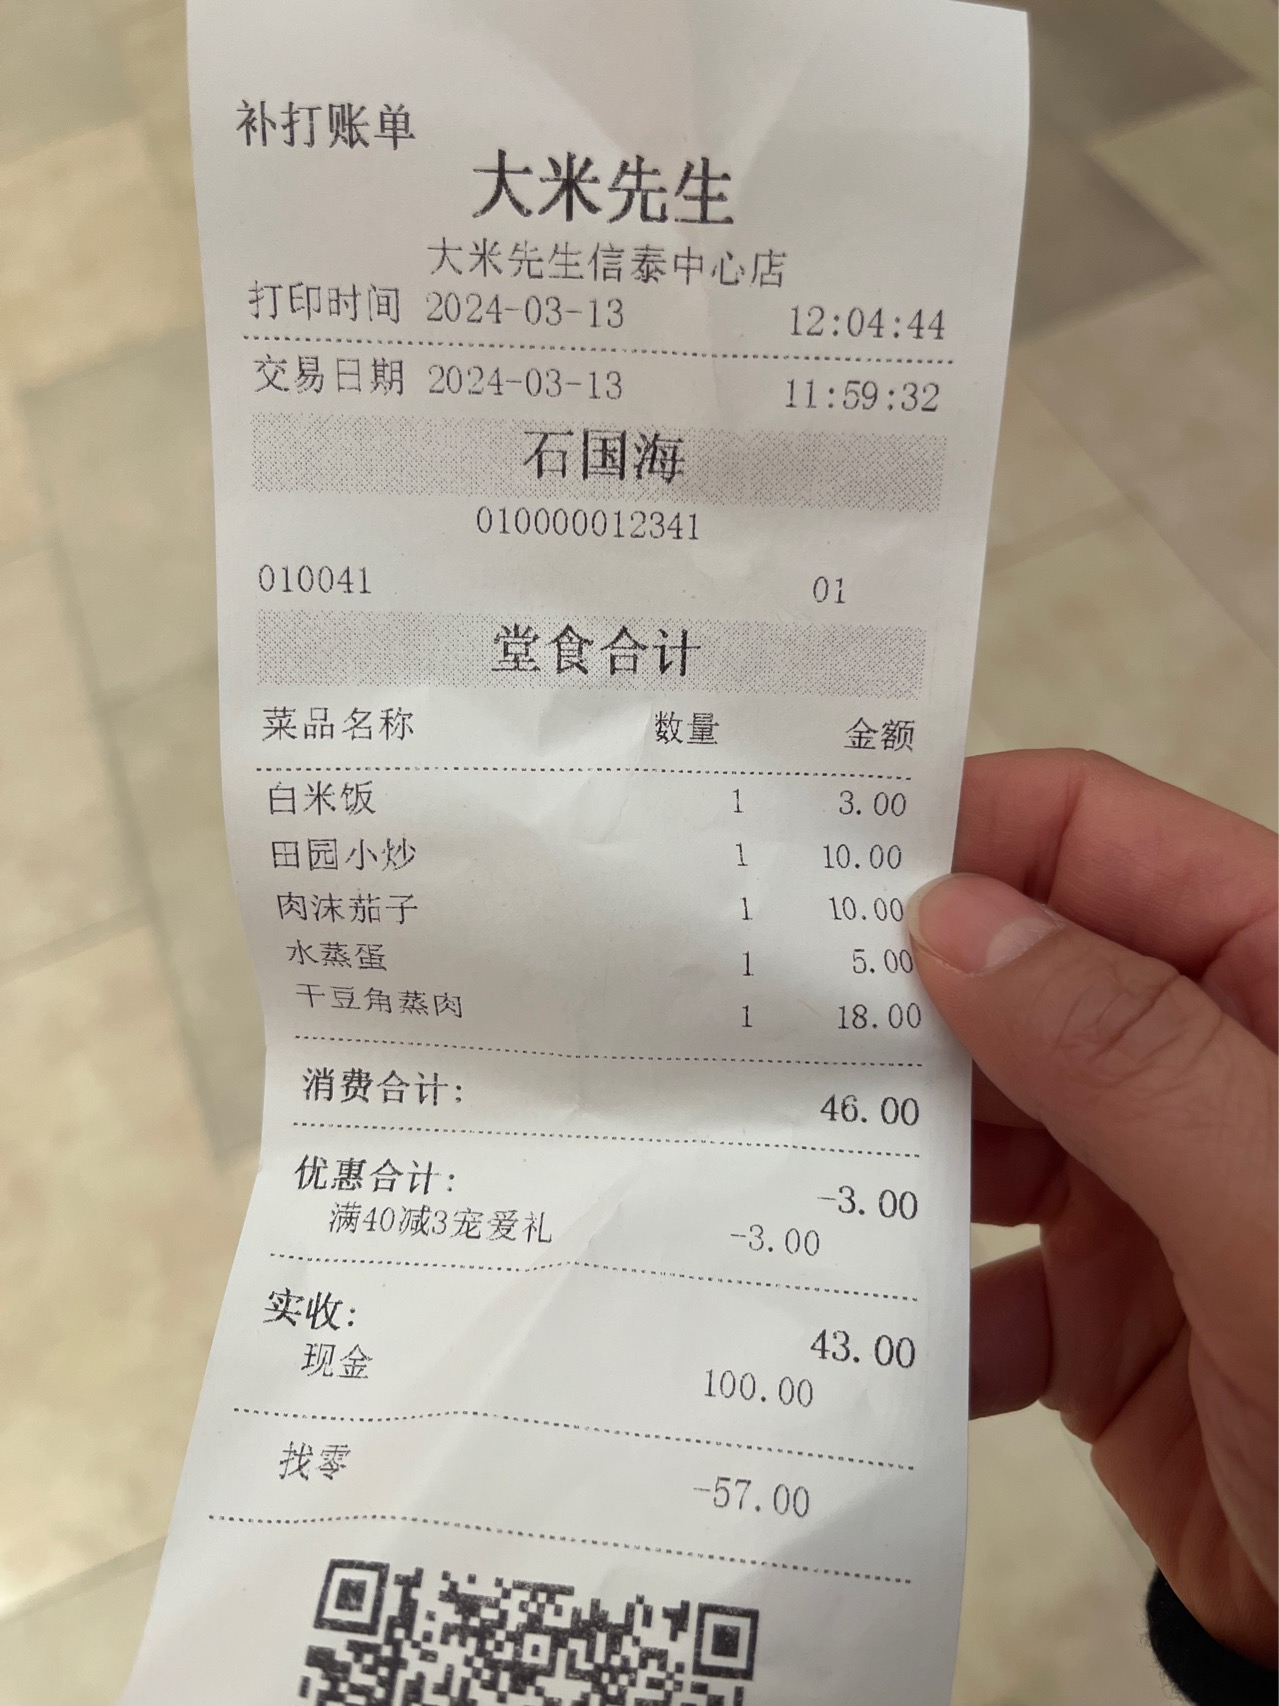 补打账单
大米先生
大米先生信泰中心店
打印时间 2024-03-13 12:04:44
交易日期 2024-03-13 11:59:32
石国海
010000012341
010041 01
堂食合计
菜品名称 数量 金额
白米饭 1 3.00
田园小炒 1 10.00
肉沫茄子 1 10.00
水蒸蛋 1 5.00
干豆角蒸肉 1 18.00
消费合计: 46.00
优惠合计: -3.00
满40减3宠爱礼 -3.00
实收: 43.00
现金 100.00
找零 -57.00